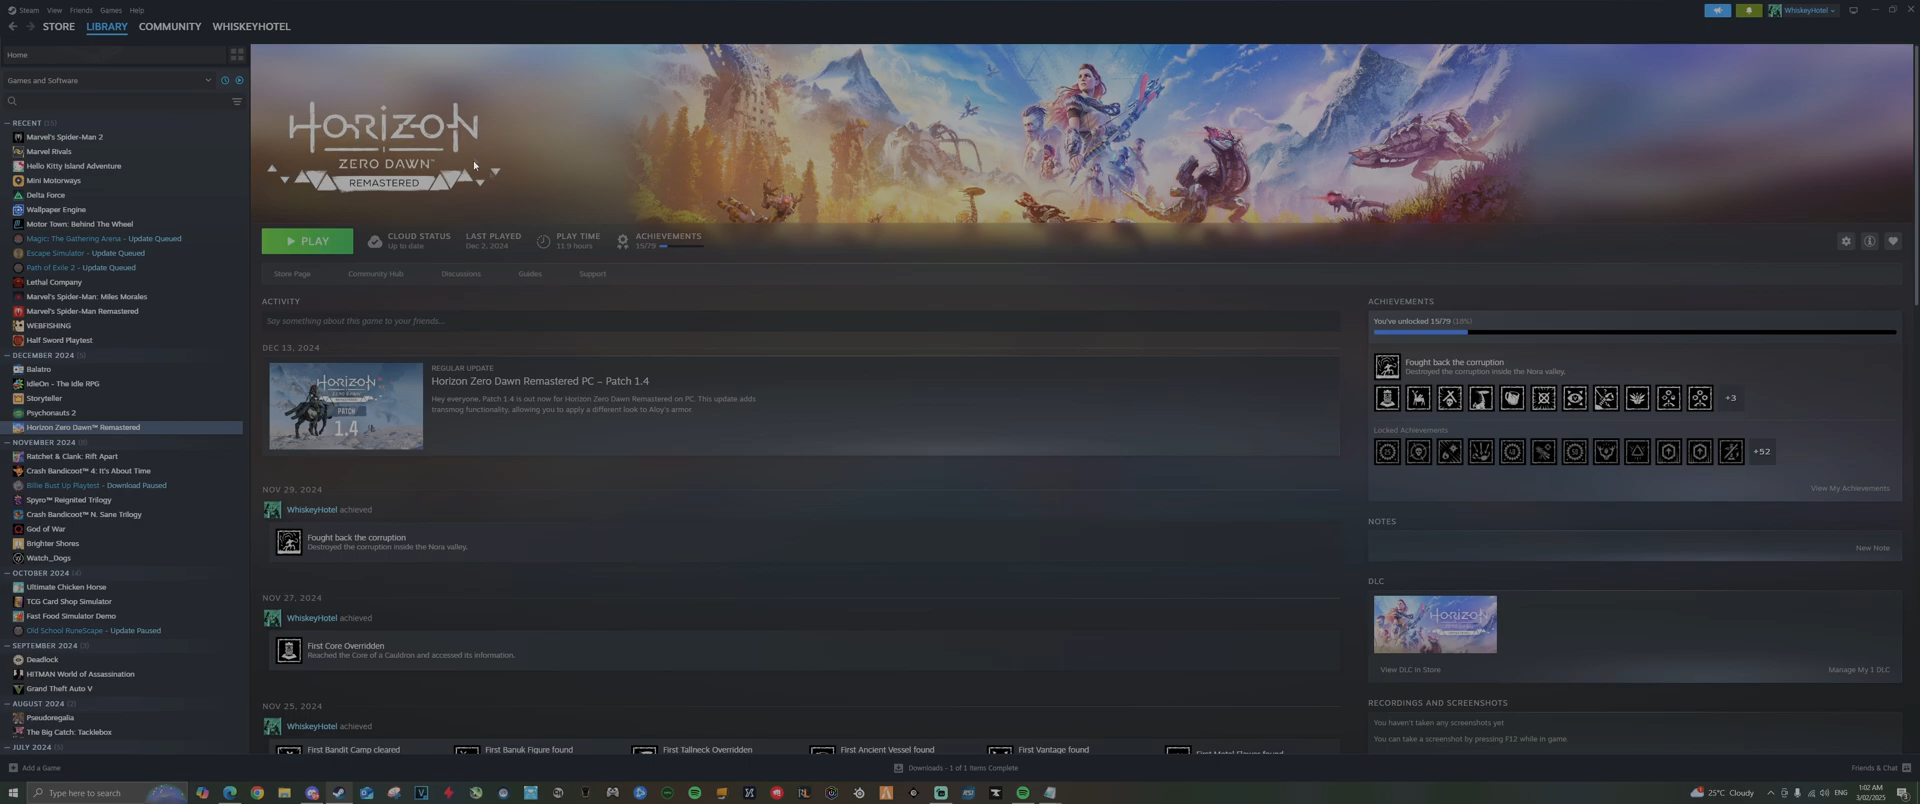 Steam View Friends Games Help
WhiskeyHotel
STORE LIBRARY COMMUNITY WHISKEYHOTEL
Home
Games and Software
RECENT (15)
Marvel's Spider-Man 2
Marvel Rivals
Hello Kitty Island Adventure
Mini Motorways
Delta Force
Wallpaper Engine
Motor Town: Behind The Wheel
Magic: The Gathering Arena - Update Queued
Escape Simulator - Update Queued
Path of Exile 2 - Update Queued
Lethal Company
Marvel's Spider-Man: Miles Morales
Marvel's Spider-Man Remastered
WEBFISHING
Half Sword Playtest
DECEMBER 2024 (5)
Balatro
IdleOn - The Idle RPG
Storyteller
Psychonauts 2
Horizon Zero Dawn™ Remastered
NOVEMBER 2024 (8)
Ratchet & Clank: Rift Apart
Crash Bandicoot™ 4: It's About Time
Billie Bust Up Playtest - Download Paused
Spyro™ Reignited Trilogy
Crash Bandicoot™ N. Sane Trilogy
God of War
Brighter Shores
Watch_Dogs
OCTOBER 2024 (4)
Ultimate Chicken Horse
TCG Card Shop Simulator
Fast Food Simulator Demo
Old School RuneScape - Update Paused
SEPTEMBER 2024 (3)
Deadlock
HITMAN World of Assassination
Grand Theft Auto V
AUGUST 2024 (2)
Pseudoregalia
The Big Catch: Tacklebox
JULY 2024 (5)
Add a Game
HORIZON
ZERO DAWN™
REMASTERED
PLAY
CLOUD STATUS
Up to date
LAST PLAYED
Dec 2, 2024
PLAY TIME
11.9 hours
ACHIEVEMENTS
15/79
Store Page Community Hub Discussions Guides Support
ACTIVITY
Say something about this game to your friends...
DEC 13, 2024
HORIZON
PATCH
1.4
REGULAR UPDATE
Horizon Zero Dawn Remastered PC – Patch 1.4
Hey everyone, Patch 1.4 is out now for Horizon Zero Dawn Remastered on PC. This update adds
transmog functionality, allowing you to apply a different look to Aloy's armor.
NOV 29, 2024
WhiskeyHotel achieved
Fought back the corruption
Destroyed the corruption inside the Nora valley.
NOV 27, 2024
WhiskeyHotel achieved
First Core Overridden
Reached the Core of a Cauldron and accessed its information.
NOV 25, 2024
WhiskeyHotel achieved
First Bandit Camp cleared First Banuk Figure found First Tallneck Overridden First Ancient Vessel found First Vantage found First Metal Flower found
ACHIEVEMENTS
You've unlocked 15/79 (18%)
Fought back the corruption
Destroyed the corruption inside the Nora valley.
+3
Locked Achievements
+52
View My Achievements
NOTES
New Note
DLC
HORIZON
View DLC In Store
Manage My 1 DLC
RECORDINGS AND SCREENSHOTS
You haven't taken any screenshots yet
You can take a screenshot by pressing F12 while in game.
Downloads - 1 of 1 Items Complete
Friends & Chat
Type here to search
25°C Cloudy
ENG
1:02 AM
3/02/2025